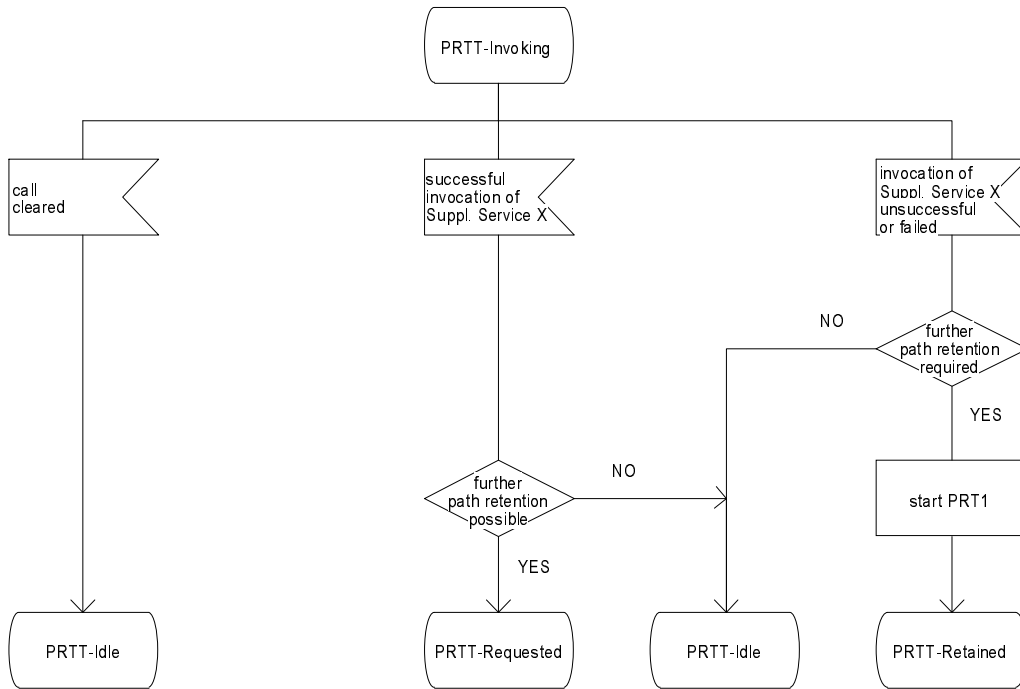 PRTT-Invoking
call
cleared
successful
invocation of
Suppl. Service X
invocation of
Suppl. Service X
unsuccessful
or failed
NO
further
path retention
required
YES
NO
further
path retention
possible
start PRT1
YES
PRTT-Idle
PRTT-Requested
PRTT-Idle
PRTT-Retained